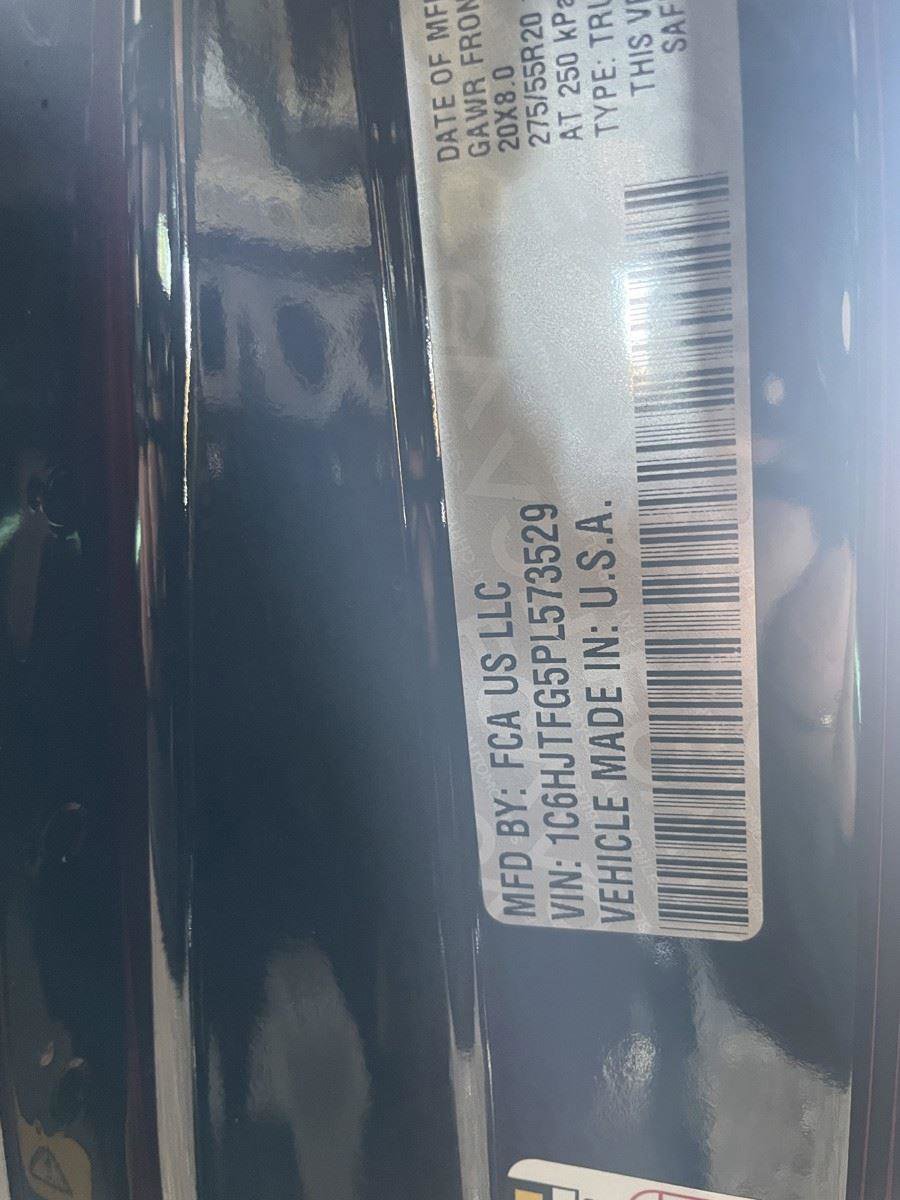 MFD BY: FCA US LLC
VIN: 1C6HJTFG5PL573529
VEHICLE MADE IN: U.S.A.
DATE OF MF
GAWR FRON
20X8.0
275/55R20
AT 250 kPa
TYPE: TRU
THIS VE
SAF